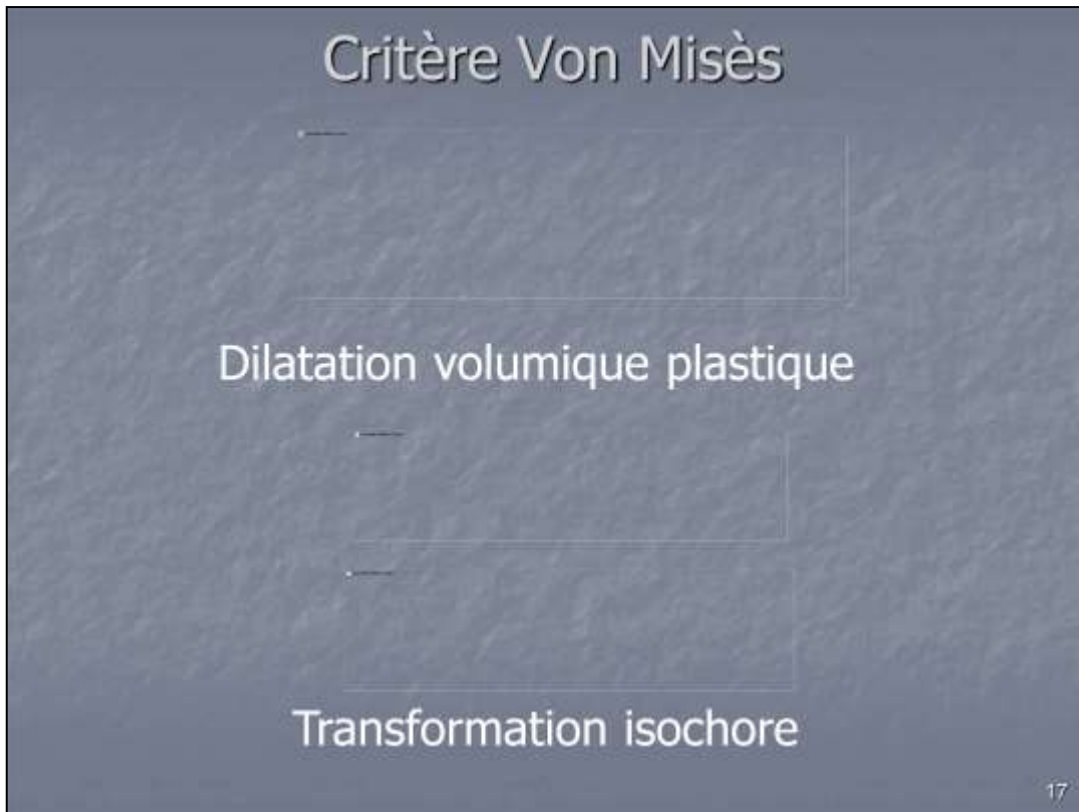 Critère Von Misès
Dilatation volumique plastique
Transformation isochore
17